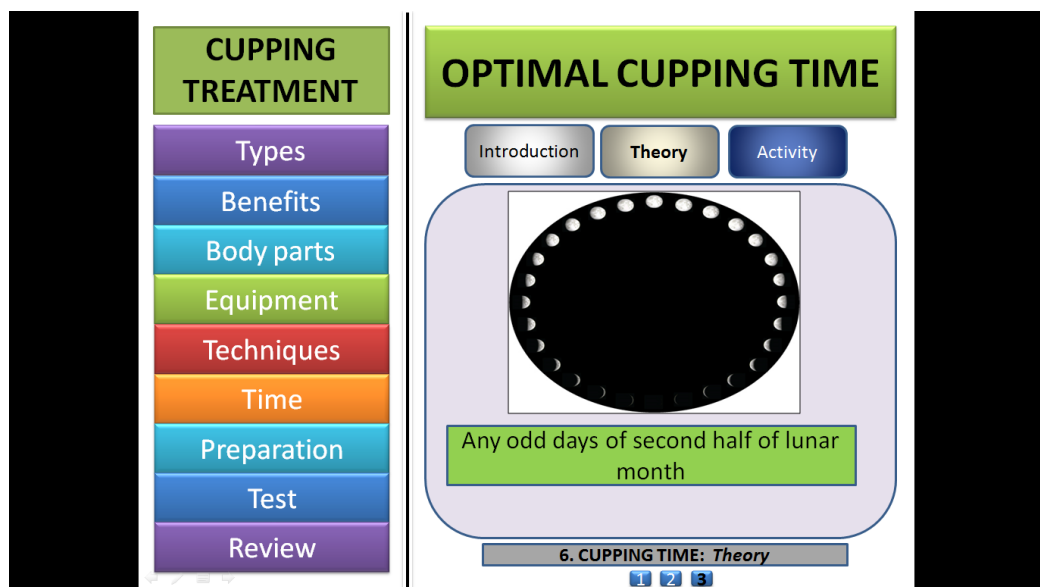 CUPPING
TREATMENT
Types
Benefits
Body parts
Equipment
Techniques
Time
Preparation
Test
Review
OPTIMAL CUPPING TIME
Introduction
Theory
Activity
Any odd days of second half of lunar
month
6. CUPPING TIME: Theory
1 2 3